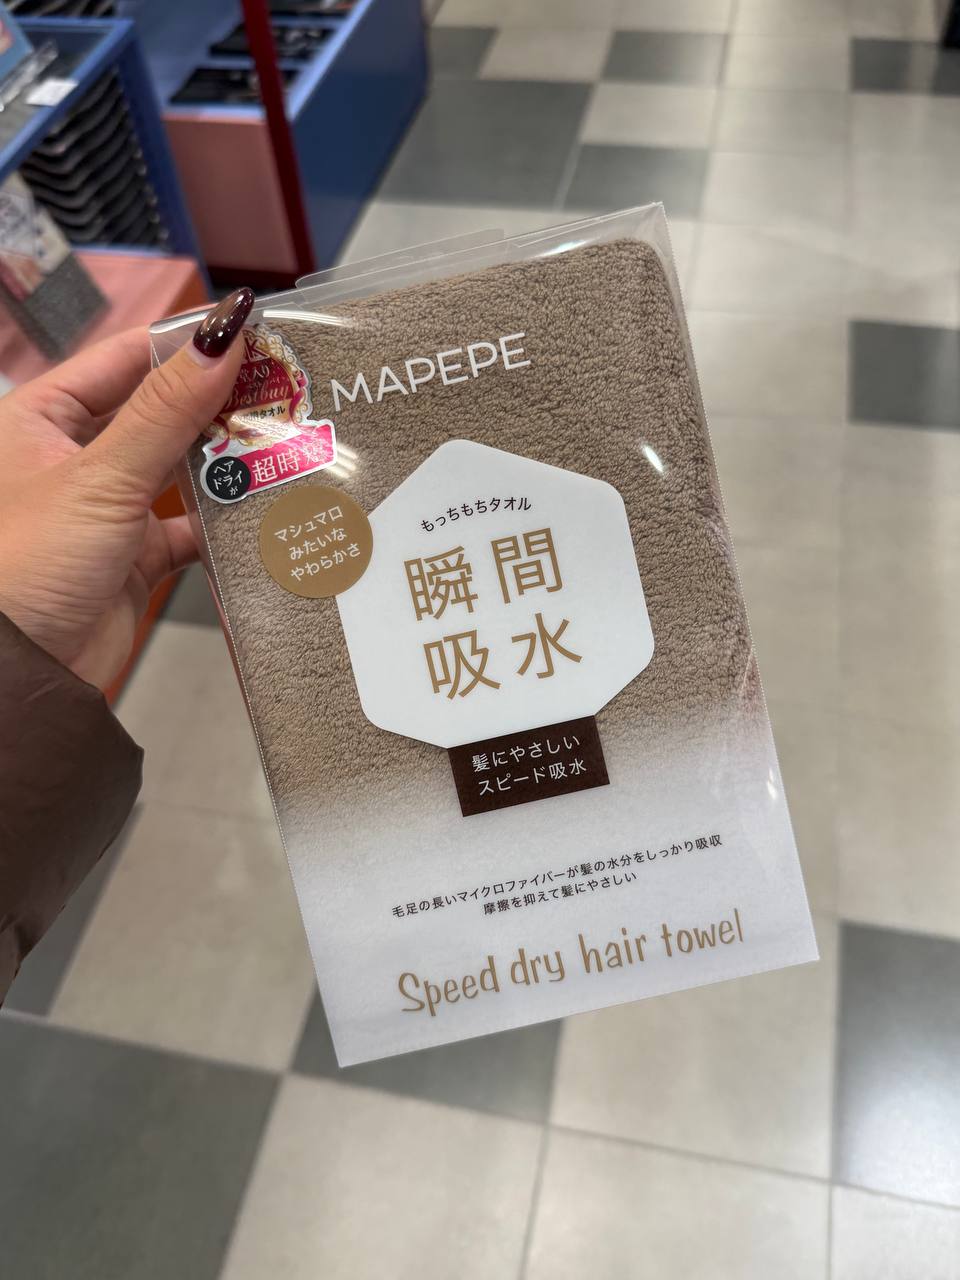 MAPEPE
Bestbuy
ヘア
ドライ
が
超時
マシュマロ
みたいな
やわらかさ
もっちもちタオル
瞬間
吸水
髪にやさしい
スピード吸水
毛足の長いマイクロファイバーが髪の水分をしっかり吸収
摩擦を抑えて髪にやさしい
Speed dry hair towel